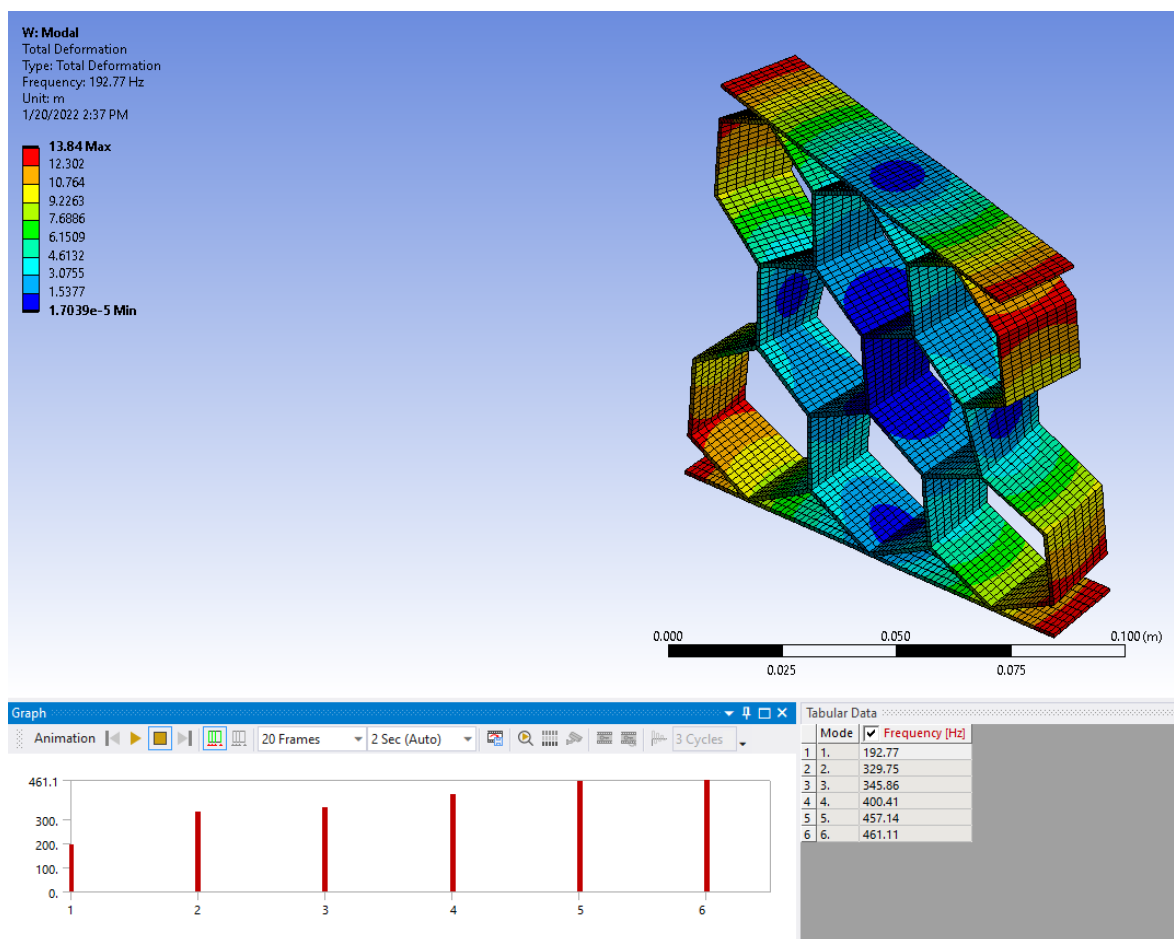 W: Modal
Total Deformation
Type: Total Deformation
Frequency: 192.77 Hz
Unit: m
1/20/2022 2:37 PM
13.84 Max
12.302
10.764
9.2263
7.6886
6.1509
4.6132
3.0755
1.5377
1.7039e-5 Min
0.000 0.050 0.100 (m)
0.025 0.075
Graph
Animation 20 Frames 2 Sec (Auto) 3 Cycles
461.1
300.
200.
100.
0.
1 2 3 4 5 6
Tabular Data
Mode Frequency [Hz]
1 1. 192.77
2 2. 329.75
3 3. 345.86
4 4. 400.41
5 5. 457.14
6 6. 461.11